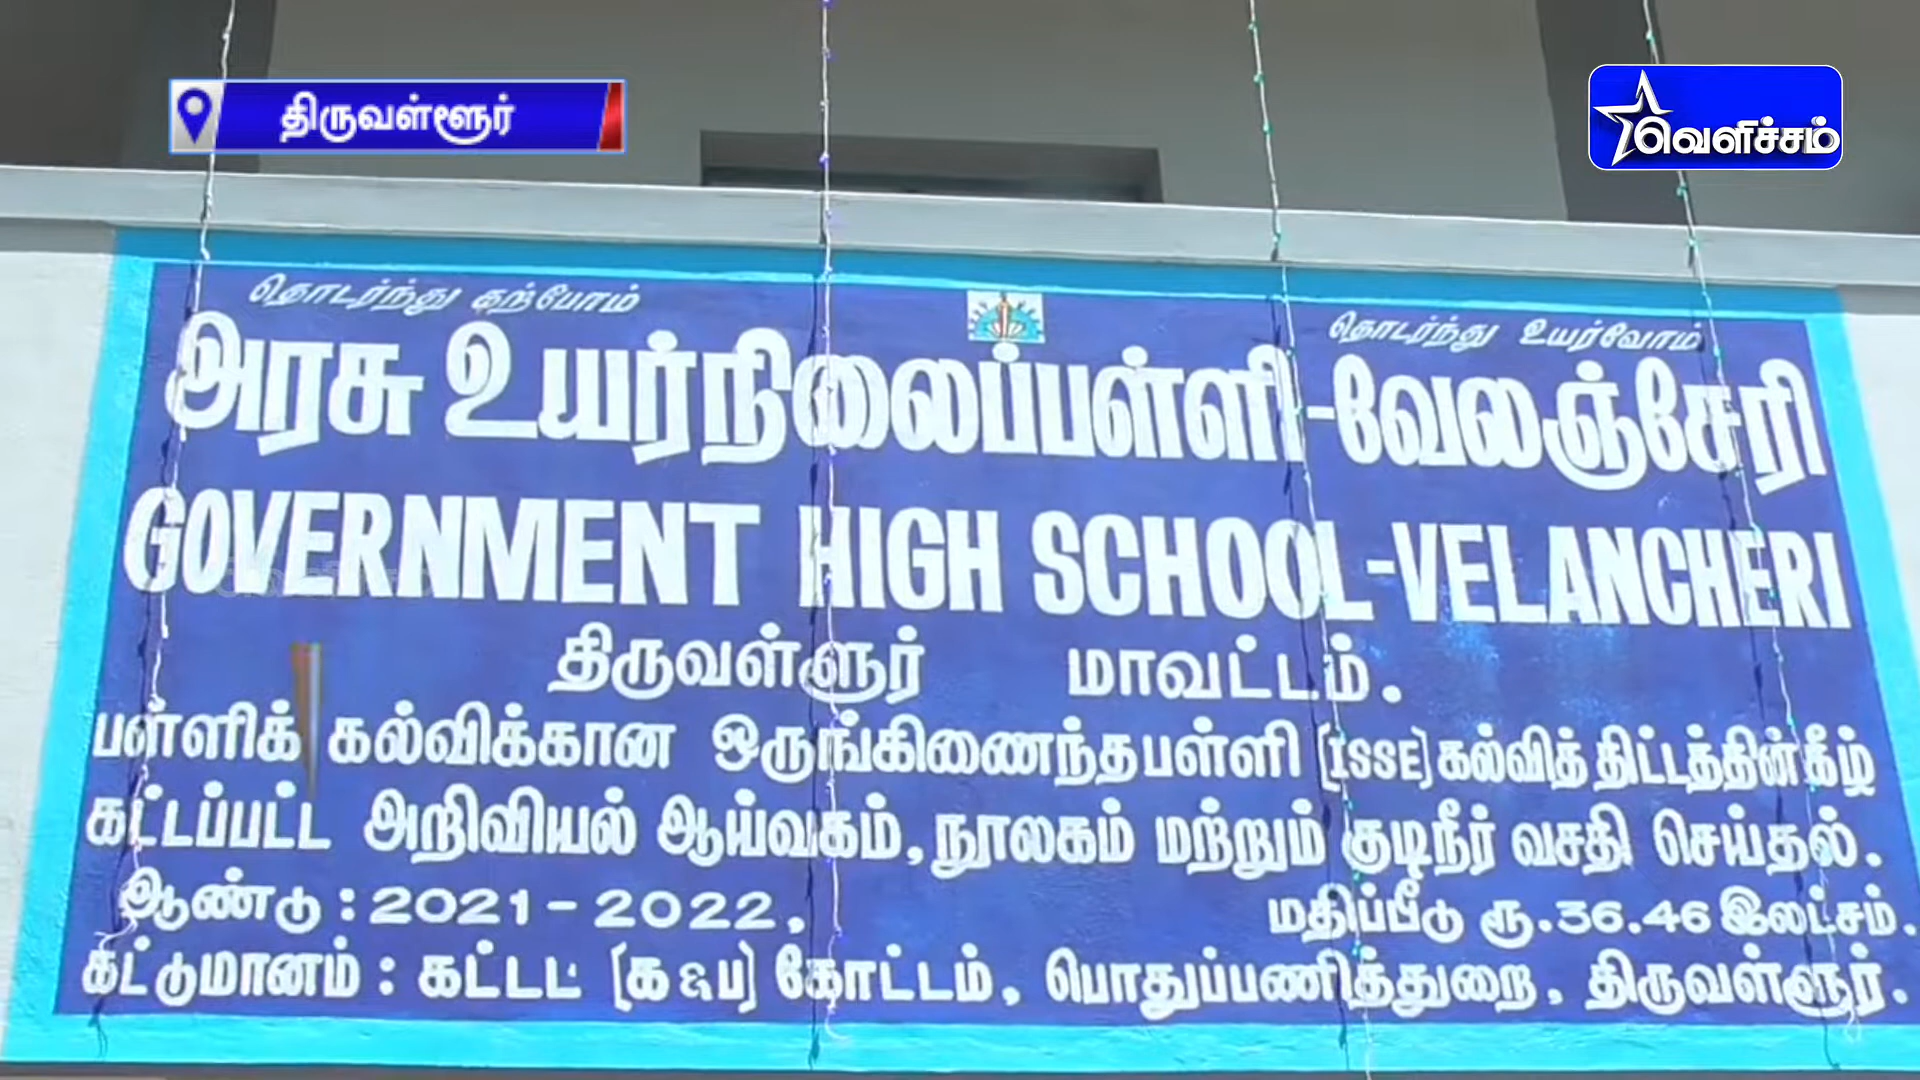 திருவள்ளூர்
வெளிச்சம்
தொடர்ந்து கற்போம்
தொடர்ந்து உயர்வோம்
அரசு உயர்நிலைப்பள்ளி-வேலஞ்சேரி
GOVERNMENT HIGH SCHOOL-VELANCHERI
திருவள்ளூர் மாவட்டம்.
பள்ளிக் கல்விக்கான ஒருங்கிணைந்த பள்ளி (ISSE) கல்வித் திட்டத்தின் கீழ்
கட்டப்பட்ட அறிவியல் ஆய்வகம், நூலகம் மற்றும் குடிநீர் வசதி செய்தல்.
ஆண்டு : 2021 - 2022, மதிப்பீடு ரூ.36.46 இலட்சம்.
கட்டுமானம் : கட்டட (க&ப) கோட்டம், பொதுப்பணித்துறை, திருவள்ளூர்.